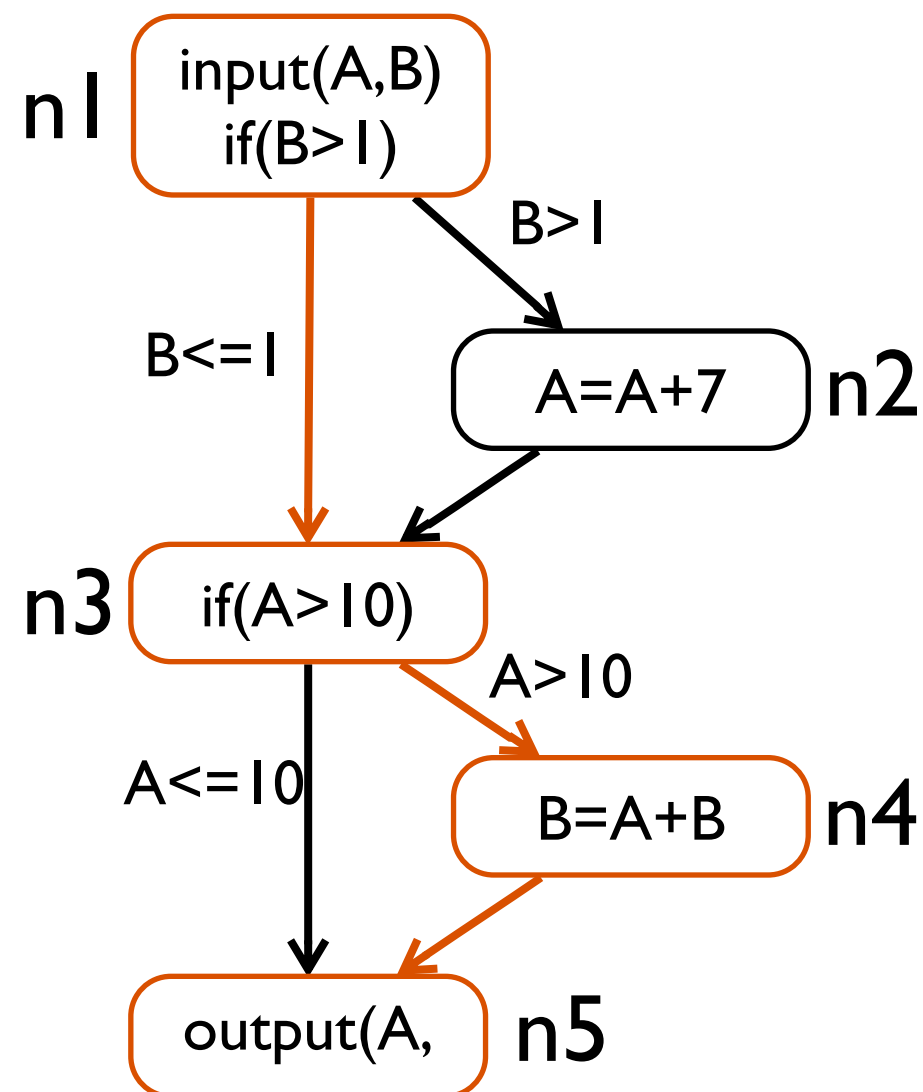 n1
input(A,B)
if(B>1)
B>1
B<=1
A=A+7
n2
n3
if(A>10)
A>10
A<=10
B=A+B
n4
output(A,
n5